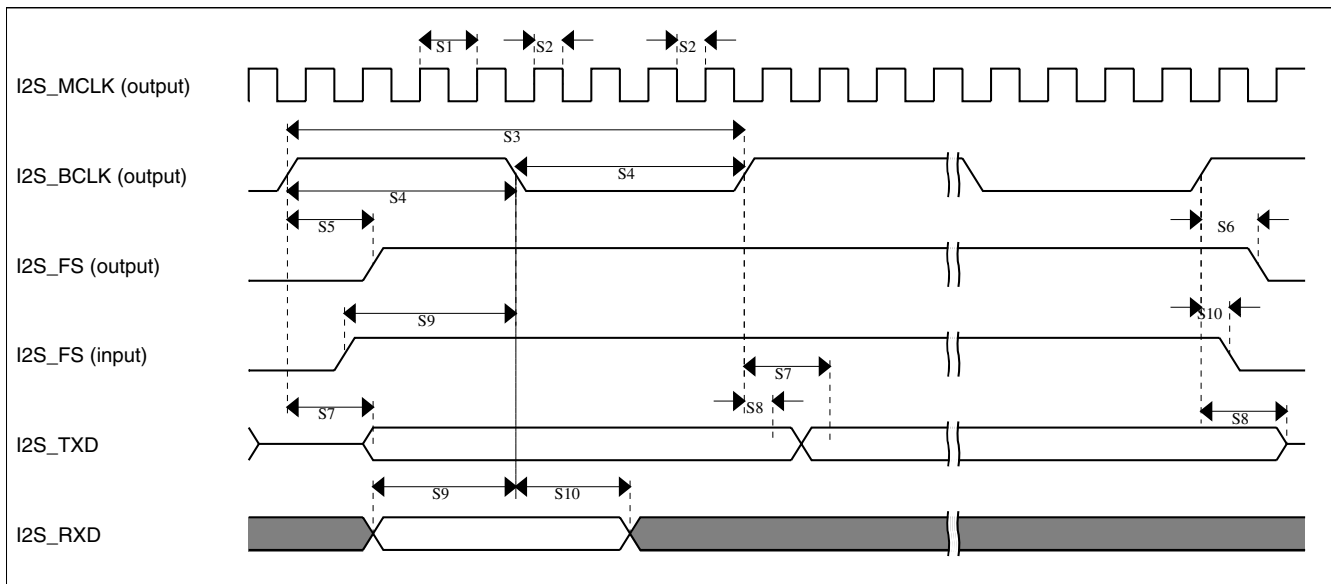 S1 S2 S2
I2S_MCLK (output)
S3
I2S_BCLK (output) S4
S4
S5 S6
I2S_FS (output)
S9 S10
I2S_FS (input)
S7
S7 S8 S8
I2S_TXD
S9 S10
I2S_RXD